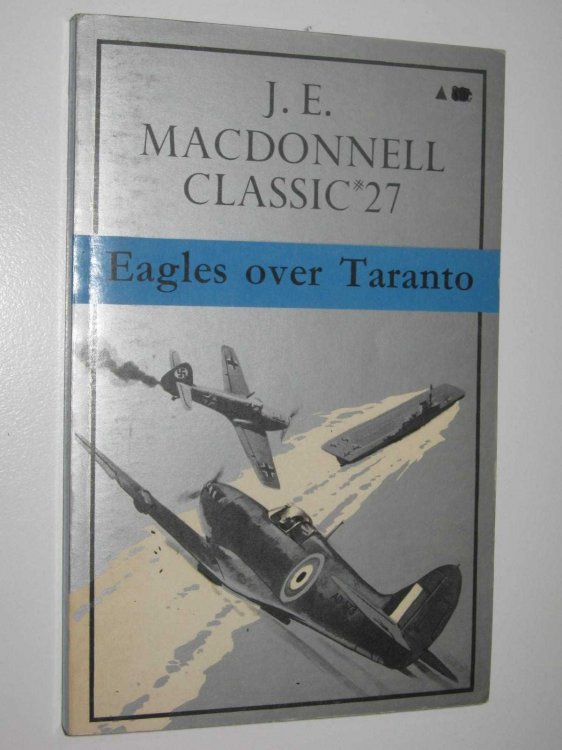 J. E.
MACDONNELL
CLASSIC*27
Eagles over Taranto